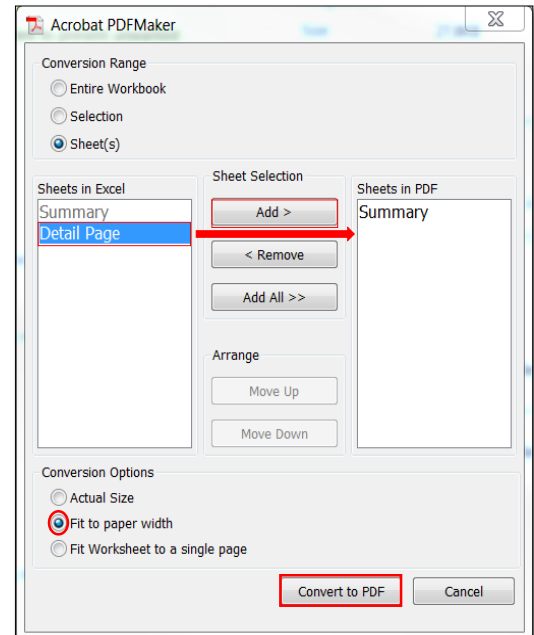 Acrobat PDFMaker
Conversion Range
Entire Workbook
Selection
Sheet(s)
Sheets in Excel
Summary
Detail Page
Sheet Selection
Add >
< Remove
Add All >>
Arrange
Move Up
Move Down
Sheets in PDF
Summary
Conversion Options
Actual Size
Fit to paper width
Fit Worksheet to a single page
Convert to PDF
Cancel